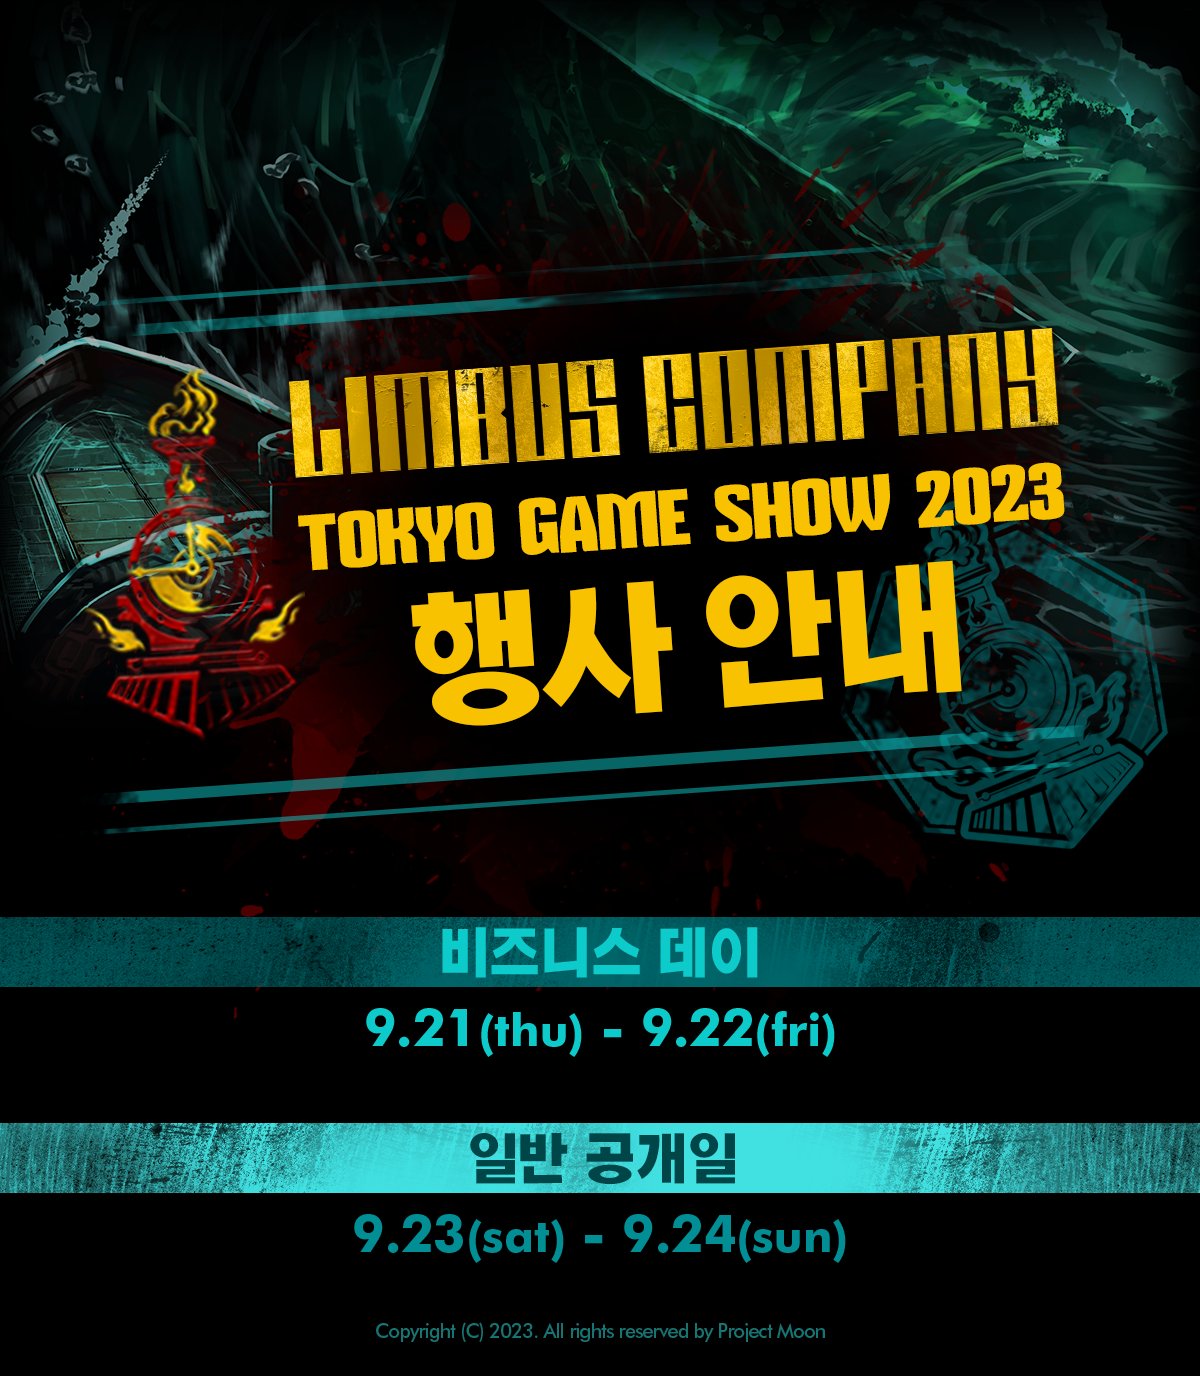 LIMBUS COMPANY
TOKYO GAME SHOW 2023
행사 안내
비즈니스 데이
9.21(thu) - 9.22(fri)
일반 공개일
9.23(sat) - 9.24(sun)
Copyright (C) 2023. All rights reserved by Project Moon